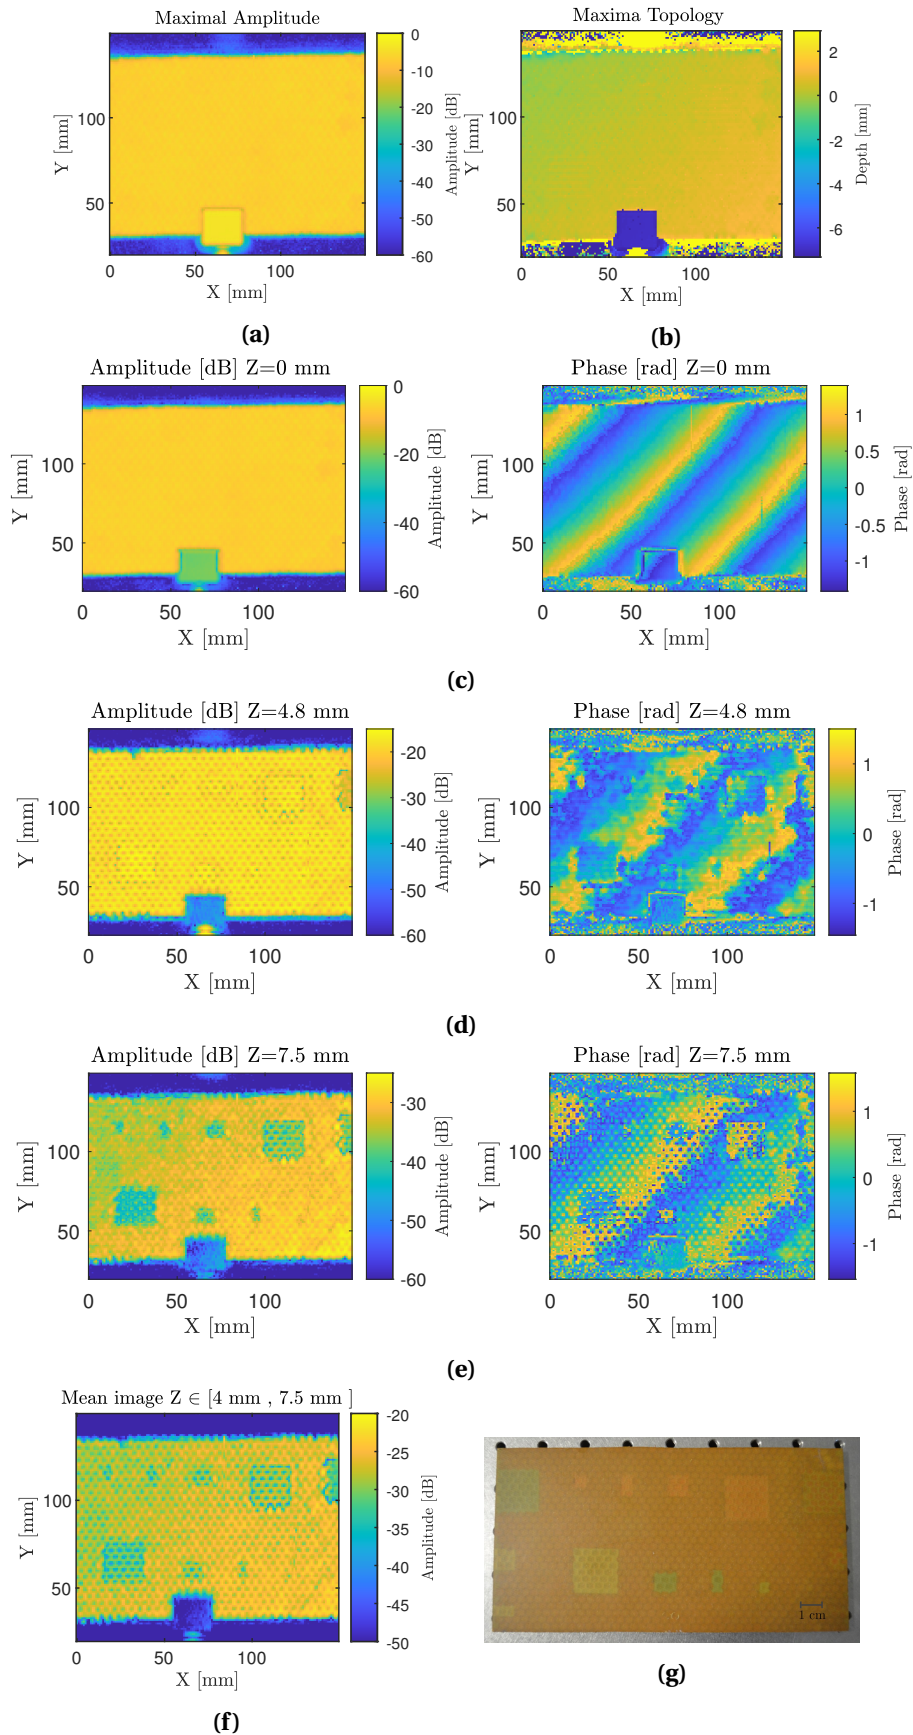 Maximal Amplitude
0
-10
-20
-30
-40
-50
-60
Amplitude [dB]
100
50
Y [mm]
0
50
100
X [mm]
(a)
Maxima Topology
2
0
-2
-4
-6
Depth [mm]
100
50
Y [mm]
0
50
100
X [mm]
(b)
Amplitude [dB] Z=0 mm
0
-20
-40
-60
Amplitude [dB]
100
50
Y [mm]
0
50
100
X [mm]
Phase [rad] Z=0 mm
1
0.5
0
-0.5
-1
Phase [rad]
100
50
Y [mm]
0
50
100
X [mm]
(c)
Amplitude [dB] Z=4.8 mm
-20
-30
-40
-50
-60
Amplitude [dB]
100
50
Y [mm]
0
50
100
X [mm]
Phase [rad] Z=4.8 mm
1
0
-1
Phase [rad]
100
50
Y [mm]
0
50
100
X [mm]
(d)
Amplitude [dB] Z=7.5 mm
-30
-40
-50
-60
Amplitude [dB]
100
50
Y [mm]
0
50
100
X [mm]
Phase [rad] Z=7.5 mm
1
0
-1
Phase [rad]
100
50
Y [mm]
0
50
100
X [mm]
(e)
Mean image Z ∈ [4 mm , 7.5 mm ]
-20
-25
-30
-35
-40
-45
-50
Amplitude [dB]
100
50
Y [mm]
0
50
100
X [mm]
(f)
1 cm
(g)